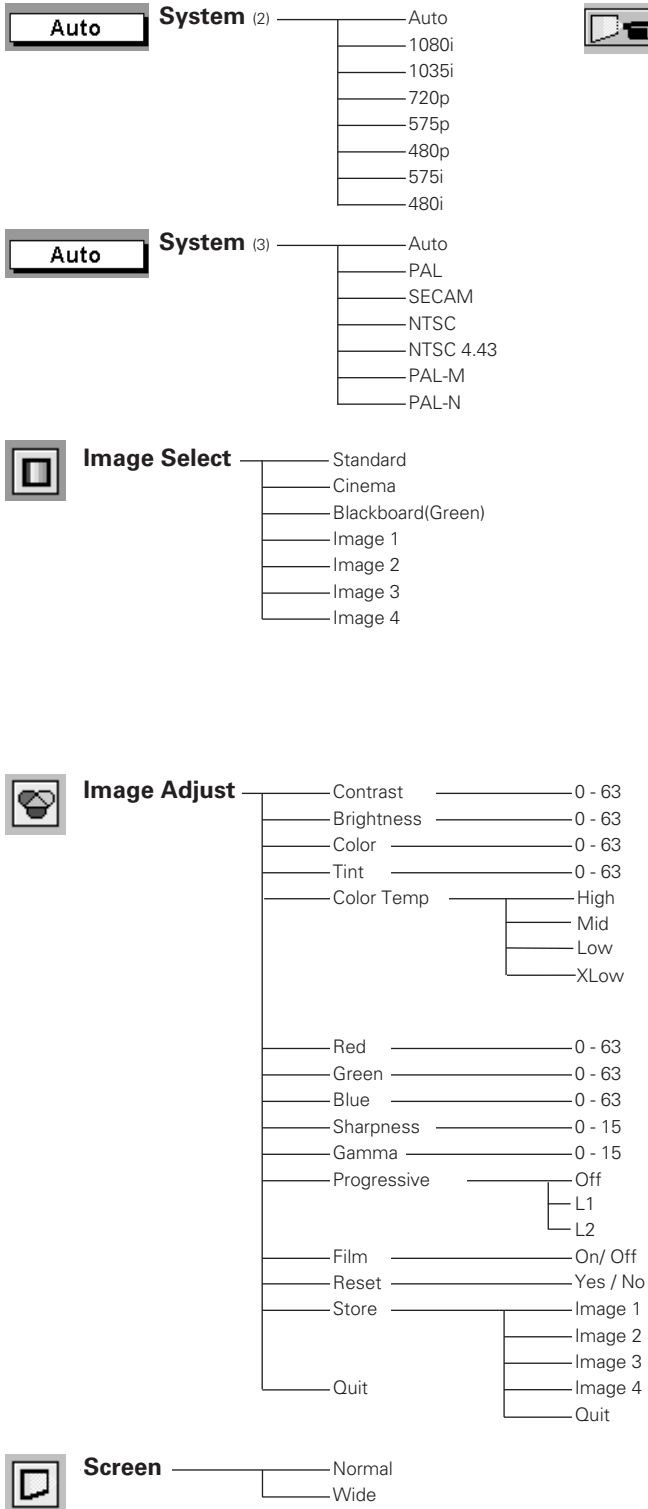 Auto
System (2)
Auto
1080i
1035i
720p
575p
480p
575i
480i
Auto
System (3)
Auto
PAL
SECAM
NTSC
NTSC 4.43
PAL-M
PAL-N
Image Select
Standard
Cinema
Blackboard(Green)
Image 1
Image 2
Image 3
Image 4
Image Adjust
Contrast 0 - 63
Brightness 0 - 63
Color 0 - 63
Tint 0 - 63
Color Temp High
Mid
Low
XLow
Red 0 - 63
Green 0 - 63
Blue 0 - 63
Sharpness 0 - 15
Gamma 0 - 15
Progressive Off
L1
L2
Film On/ Off
Reset Yes / No
Store Image 1
Image 2
Image 3
Quit Image 4
Quit
Screen Normal
Wide